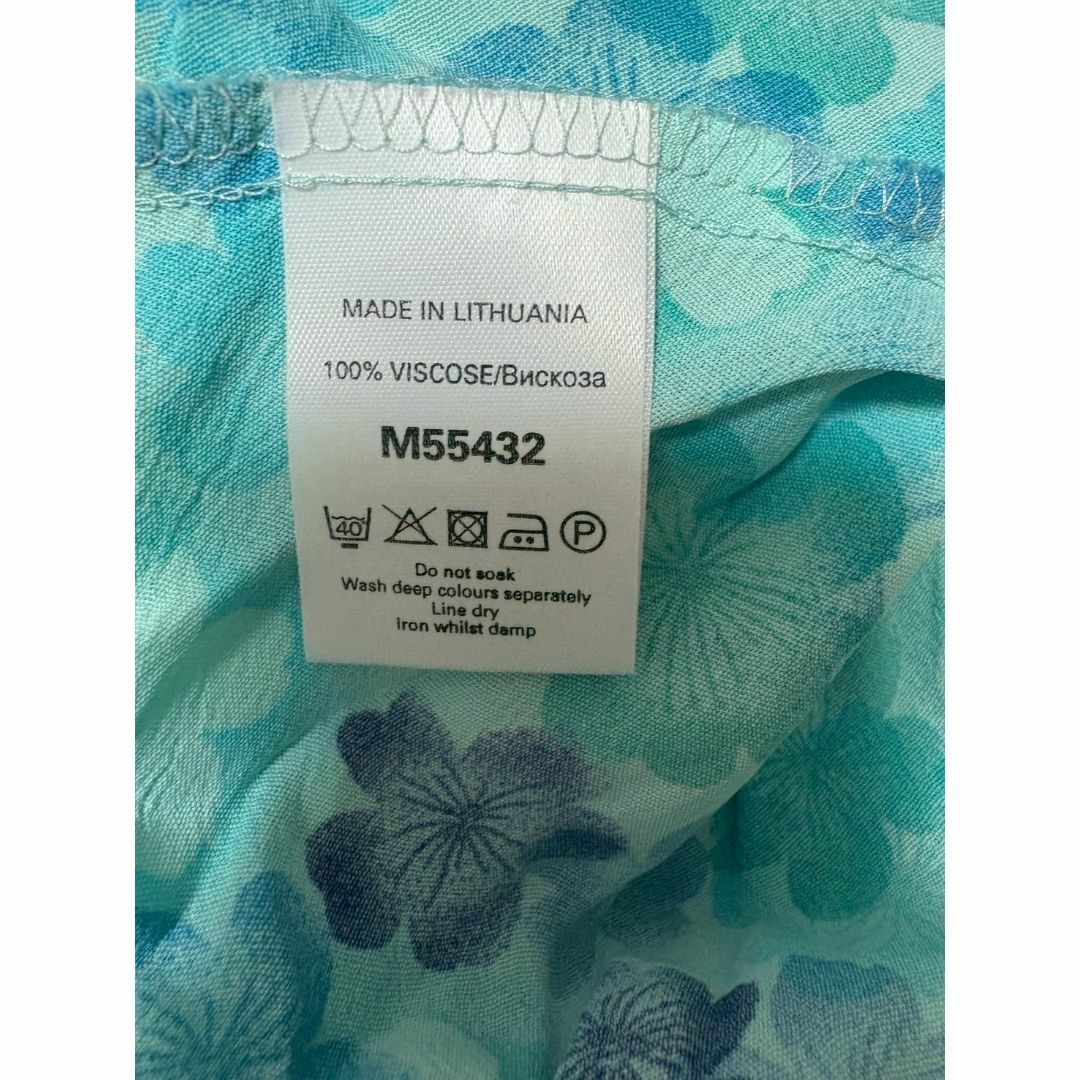 MADE IN LITHUANIA
100% VISCOSE/Вискоза
M55432
40° P
Do not soak
Wash deep colours separately
Line dry
Iron whilst damp